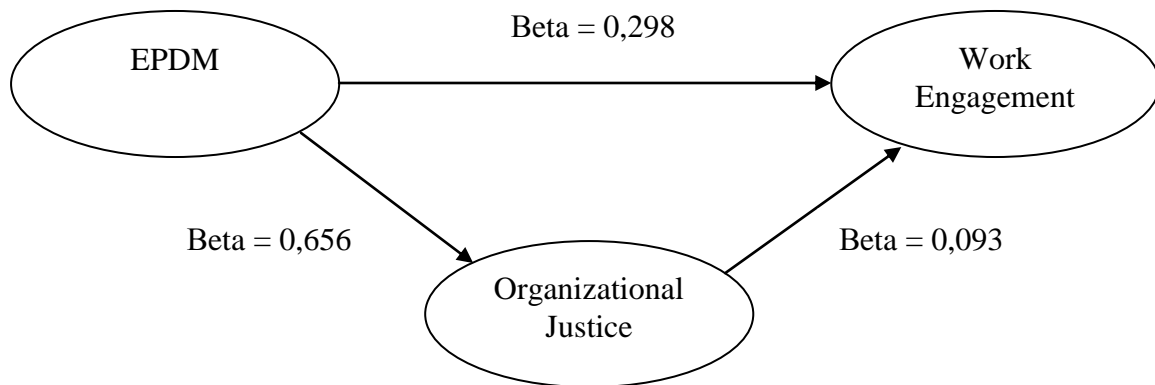 Beta = 0,298
EPDM
Work
Engagement
Beta = 0,656
Beta = 0,093
Organizational
Justice